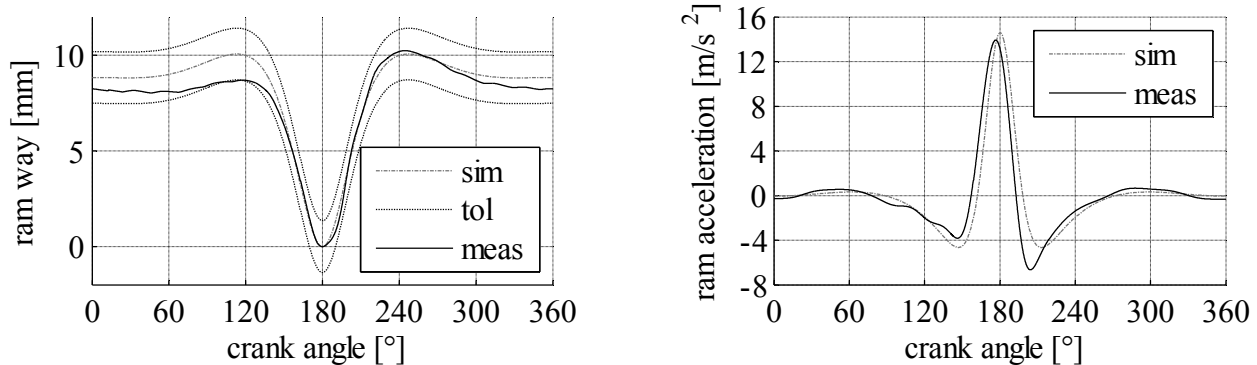 ram way [mm]
10
5
0
sim
tol
meas
0 60 120 180 240 300 360
crank angle [°]
ram acceleration [m/s²]
16
12
8
4
0
-4
-8
sim
meas
0 60 120 180 240 300 360
crank angle [°]